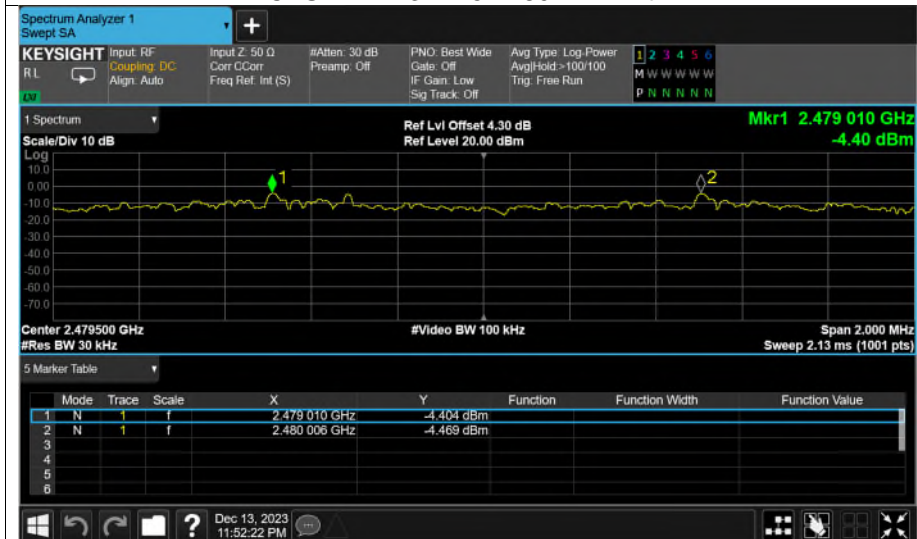 Spectrum Analyzer 1
Swept SA
+
KEYSIGHT Input: RF Input Z: 50 Ω #Atten: 30 dB PNO: Best Wide Avg Type: Log-Power 1 2 3 4 5 6
RL Coupling: DC Corr CCorr Preamp: Off Gate: Off Avg|Hold:>100/100 M W W W W W
Align: Auto Freq Ref: Int (S) IF Gain: Low Trig: Free Run P N N N N N
LXI Sig Track: Off
1 Spectrum Ref Lvl Offset 4.30 dB Mkr1 2.479 010 GHz
Scale/Div 10 dB Ref Level 20.00 dBm -4.40 dBm
Log
10.0
0.00
-10.0
-20.0
-30.0
-40.0
-50.0
-60.0
-70.0
1
2
Center 2.479500 GHz #Video BW 100 kHz Span 2.000 MHz
#Res BW 30 kHz Sweep 2.13 ms (1001 pts)
5 Marker Table
Mode Trace Scale X Y Function Function Width Function Value
1 N 1 f 2.479 010 GHz -4.404 dBm
2 N 1 f 2.480 006 GHz -4.469 dBm
3
4
5
6
? Dec 13, 2023
11:52:22 PM